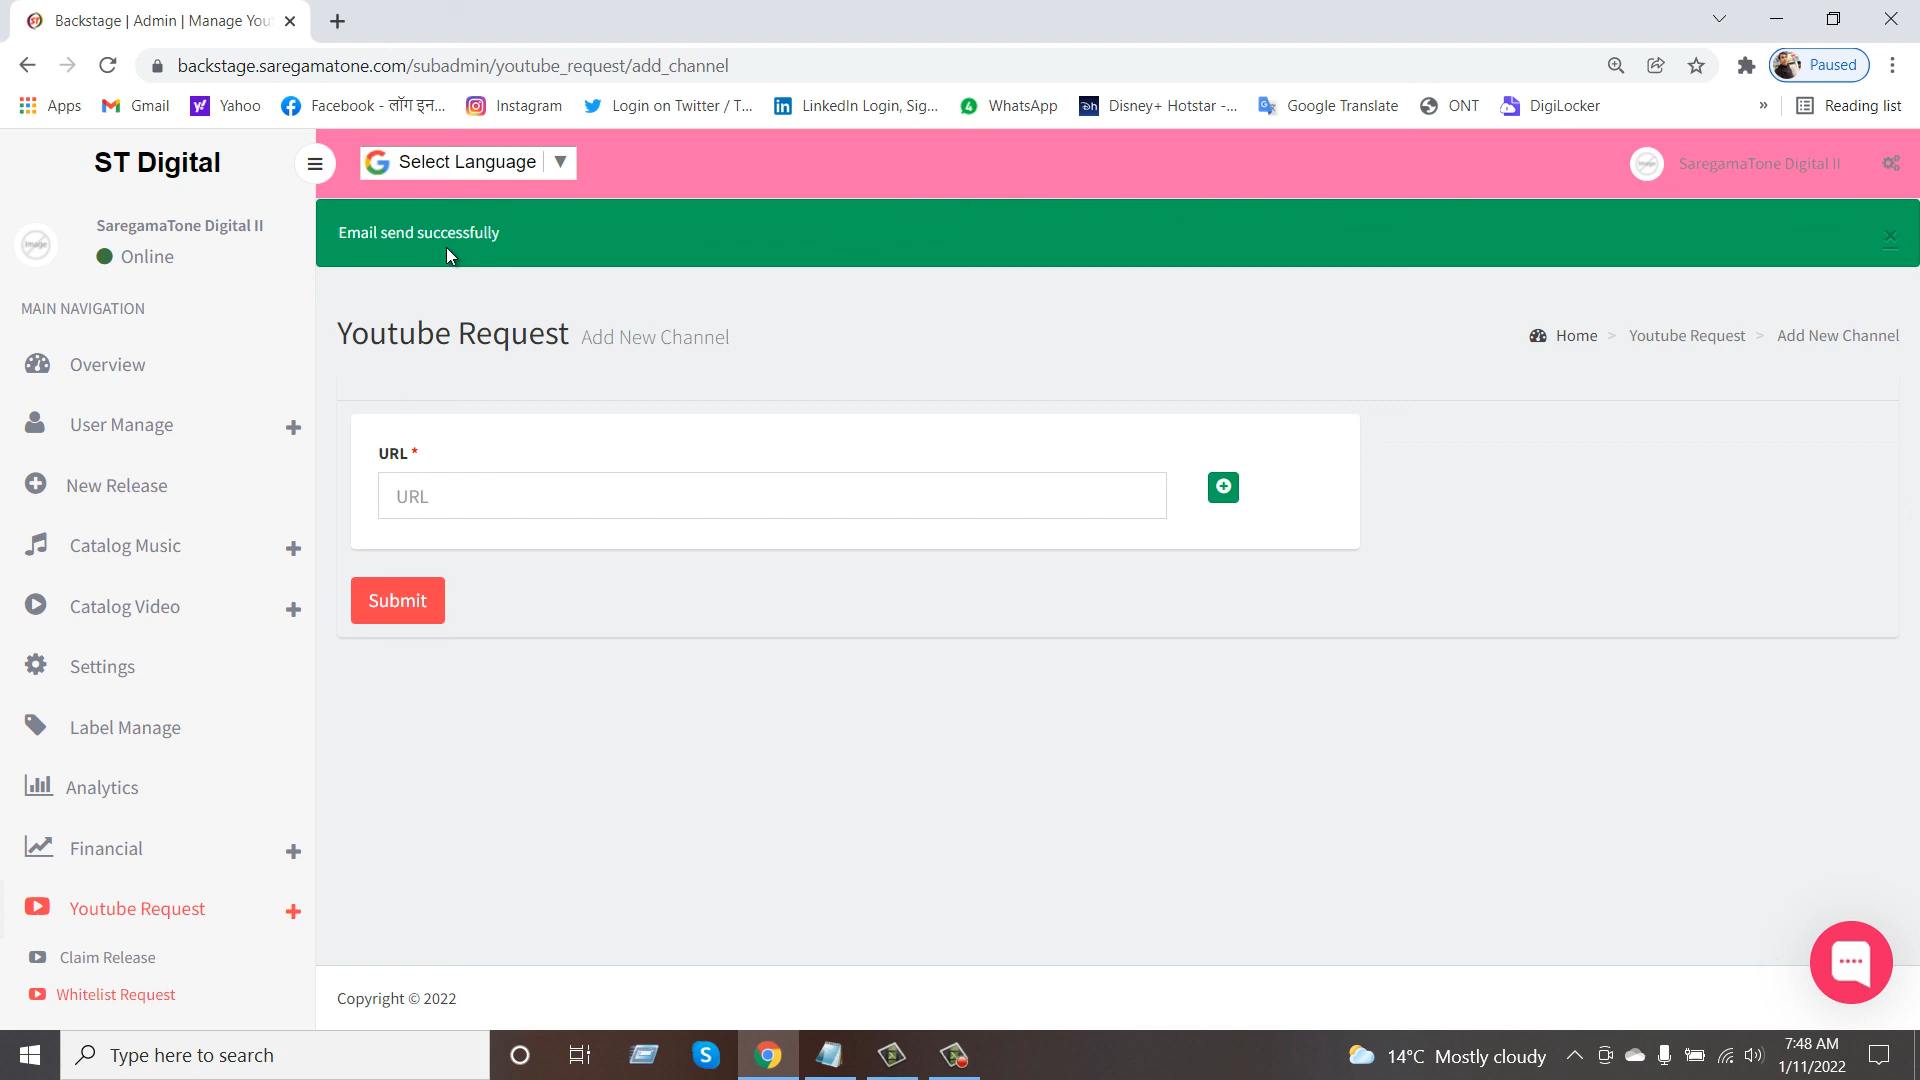 Backstage | Admin | Manage You
backstage.saregamatone.com/subadmin/youtube_request/add_channel
Paused
Apps
Gmail
Yahoo
Facebook - लॉग इन...
Instagram
Login on Twitter / T...
LinkedIn Login, Sig...
WhatsApp
Disney+ Hotstar -...
Google Translate
ONT
DigiLocker
»
Reading list
ST Digital
Select Language
SaregamaTone Digital II
SaregamaTone Digital II
Online
Email send successfully
×
MAIN NAVIGATION
Youtube Request Add New Channel
Home > Youtube Request > Add New Channel
Overview
User Manage
New Release
Catalog Music
Catalog Video
Settings
Label Manage
Analytics
Financial
Youtube Request
Claim Release
Whitelist Request
URL *
URL
Submit
Copyright © 2022
Type here to search
14°C Mostly cloudy
7:48 AM
1/11/2022